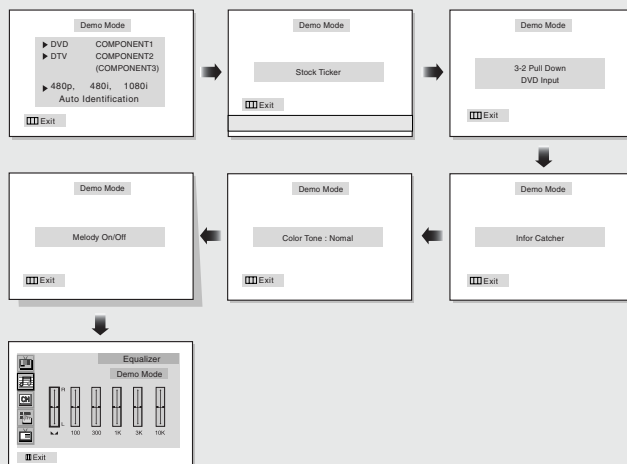 Demo Mode
DVD COMPONENT1
DTV COMPONENT2
(COMPONENT3)
480p, 480i, 1080i
Auto Identification
Exit
Demo Mode
Stock Ticker
Exit
Demo Mode
3-2 Pull Down
DVD Input
Exit
Demo Mode
Infor Catcher
Exit
Demo Mode
Color Tone : Nomal
Exit
Demo Mode
Melody On/Off
Exit
Equalizer
Demo Mode
CH
R
L
100 300 1K 3K 10K
Exit